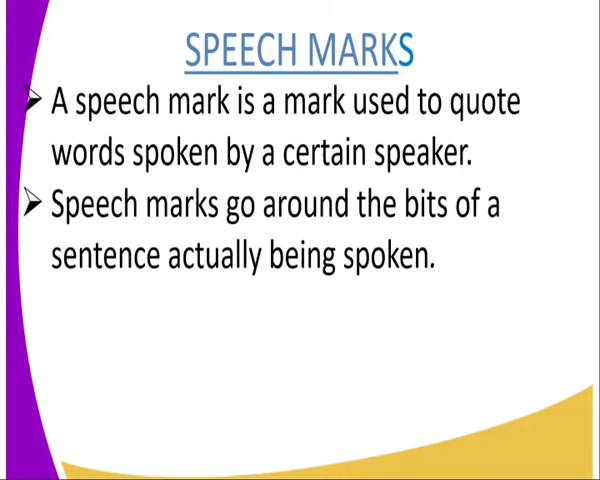 SPEECH MARKS
➢ A speech mark is a mark used to quote
words spoken by a certain speaker.
➢ Speech marks go around the bits of a
sentence actually being spoken.